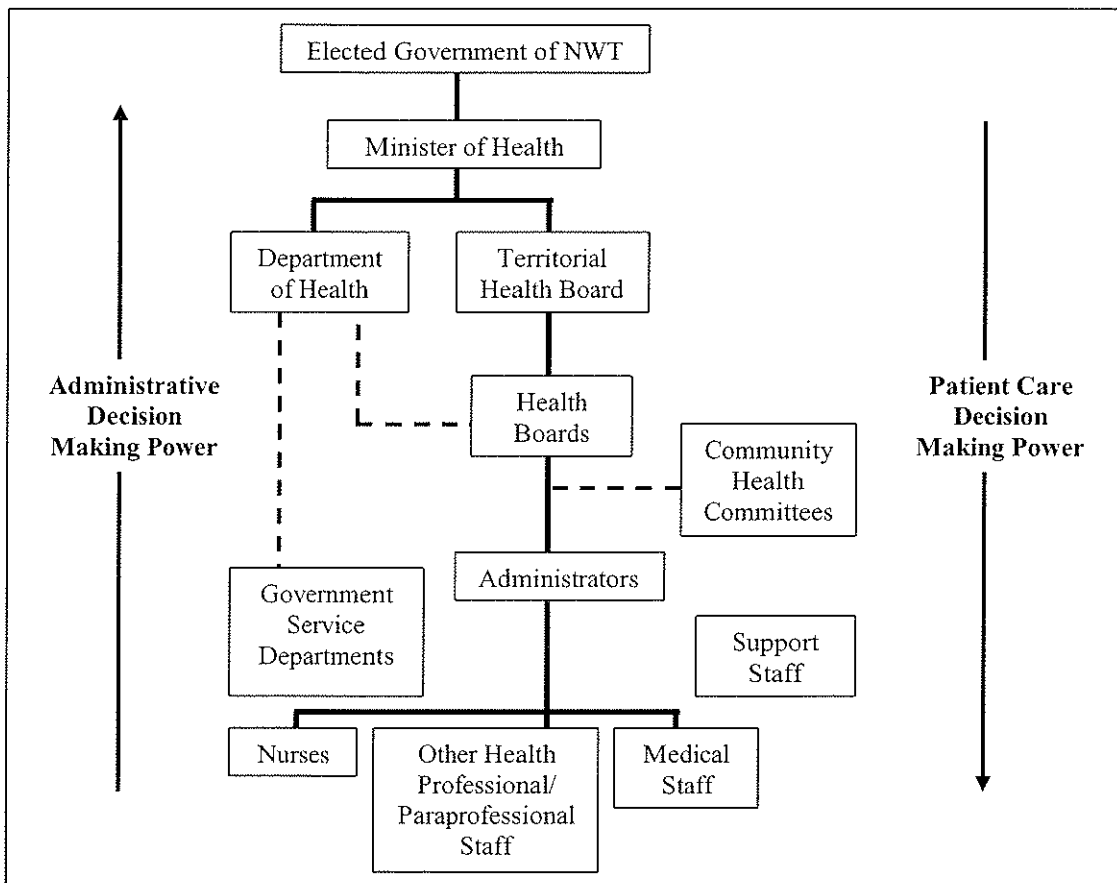 Elected Government of NWT
Minister of Health
Department
of Health
Territorial
Health Board
Administrative
Decision
Making Power
Health
Boards
Patient Care
Decision
Making Power
Community
Health
Committees
Administrators
Government
Service
Departments
Support
Staff
Nurses
Other Health
Professional/
Paraprofessional
Staff
Medical
Staff